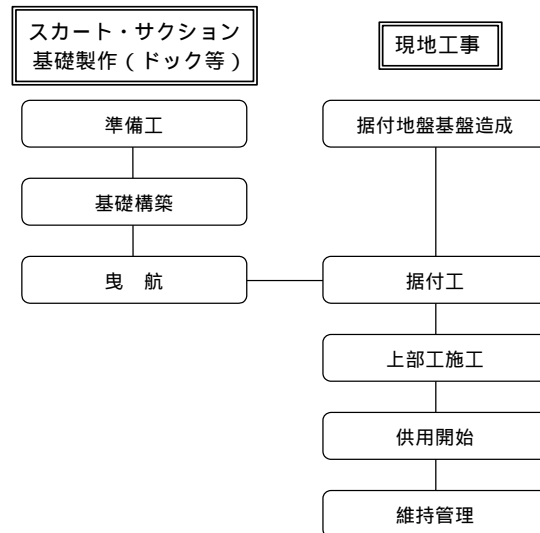 スカート・サクション
基礎製作（ドック等）
現地工事
準備工
据付地盤基盤造成
基礎構築
曳　航
据付工
上部工施工
供用開始
維持管理